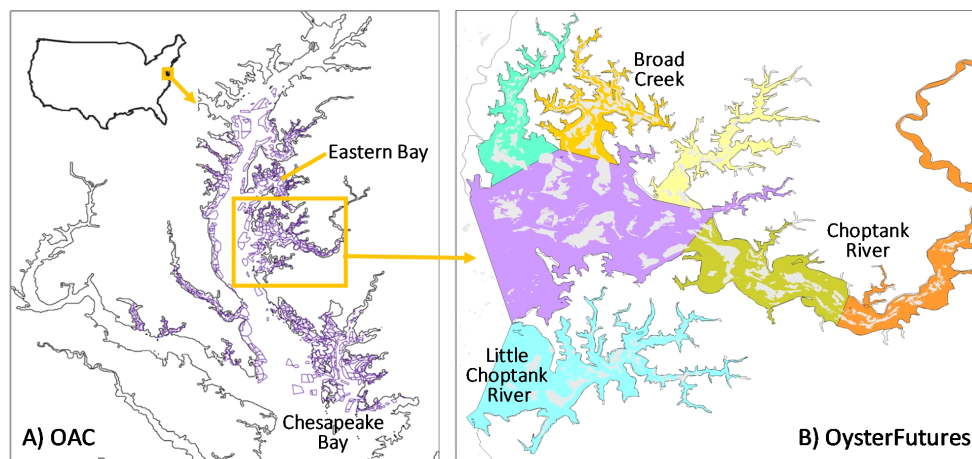 Eastern Bay
Chesapeake
Bay
A) OAC
Broad
Creek
Choptank
River
Little
Choptank
River
B) OysterFutures